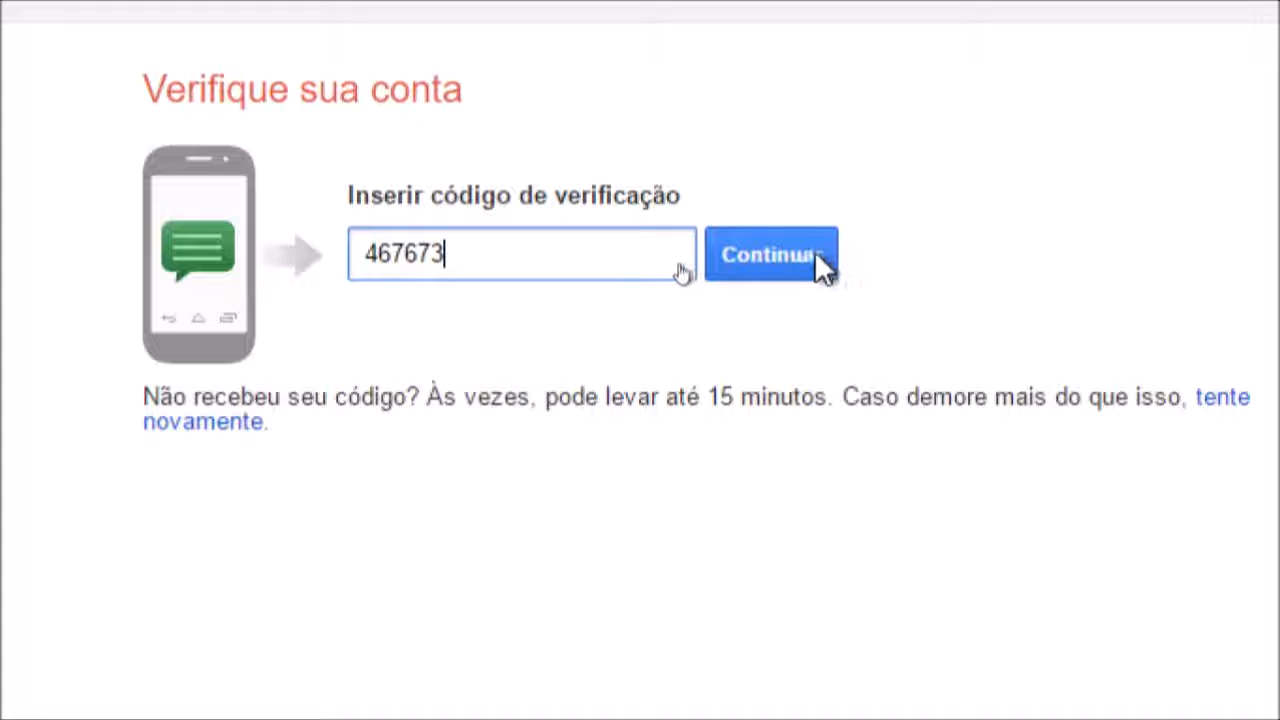 Verifique sua conta
Inserir código de verificação
467673
Continuar
Não recebeu seu código? Às vezes, pode levar até 15 minutos. Caso demore mais do que isso, tente
novamente.